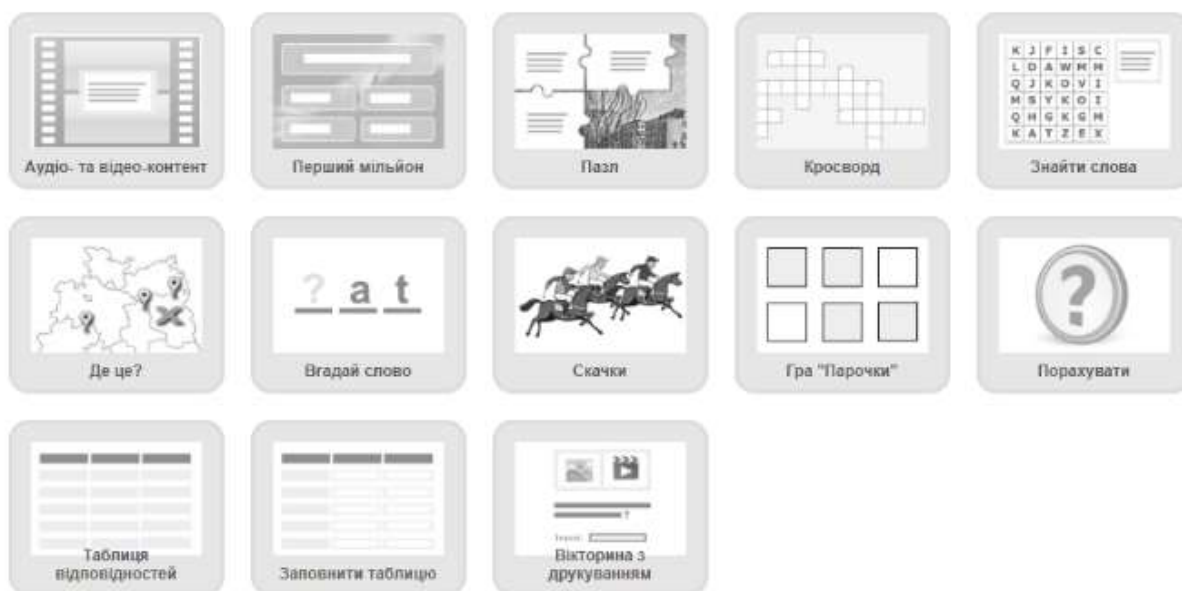 K J F I S C
L D A W M M
Q J K O V I
M S Y K O I
Q H G K G M
K A T Z E X
Аудіо- та відео-контент
Перший мільйон
Пазл
Кросворд
Знайти слова
? a t
?
Де це?
Вгадай слово
Скачки
Гра "Парочки"
Порахувати
?
Таблиця
відповідностей
Заповнити таблицю
Вікторина з
друкуванням